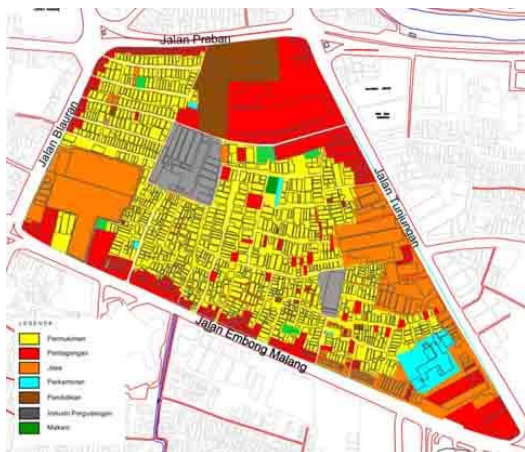 Jalan Praban
Jalan Blauran
Jalan Tunjungan
Jalan Embong Malang
LEGENDA
Permukiman
Perdagangan
Jasa
Perkantoran
Pendidikan
Industri Pergudangan
Makam